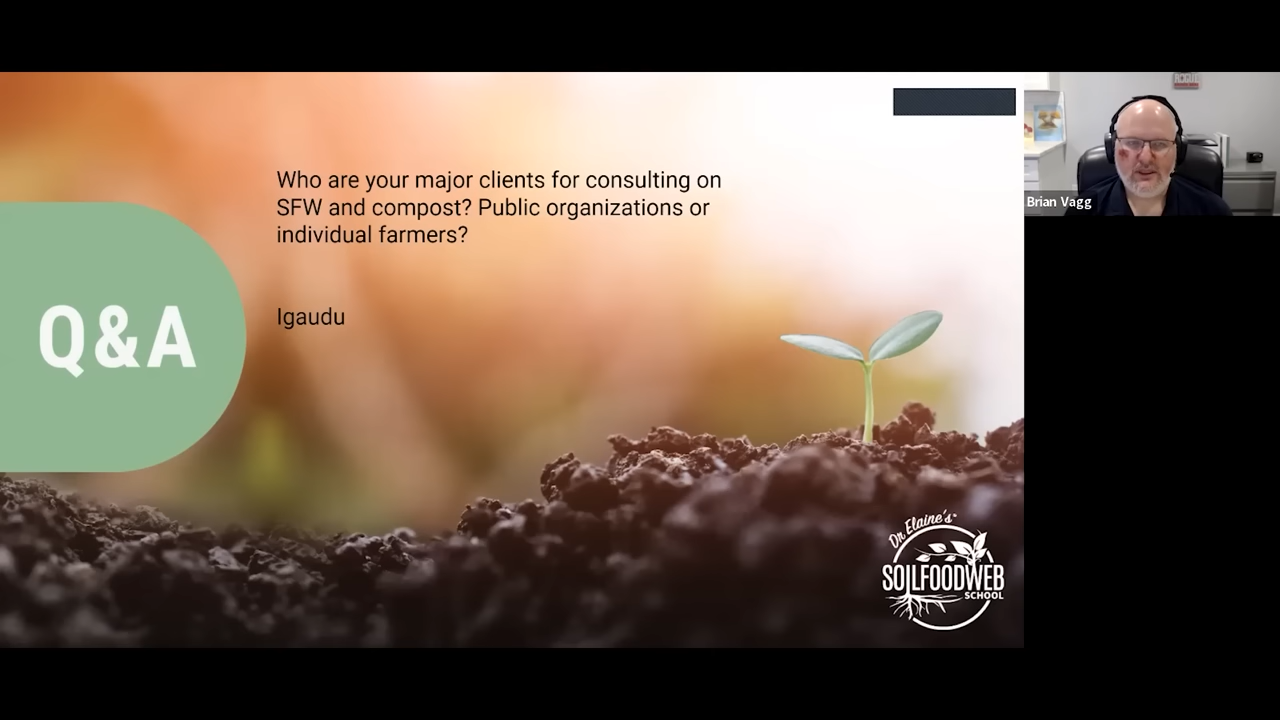 Who are your major clients for consulting on
SFW and compost? Public organizations or
individual farmers?
Igaudu
Q&A
Brian Vagg
Dr. Elaine's
SOILFOODWEB
SCHOOL